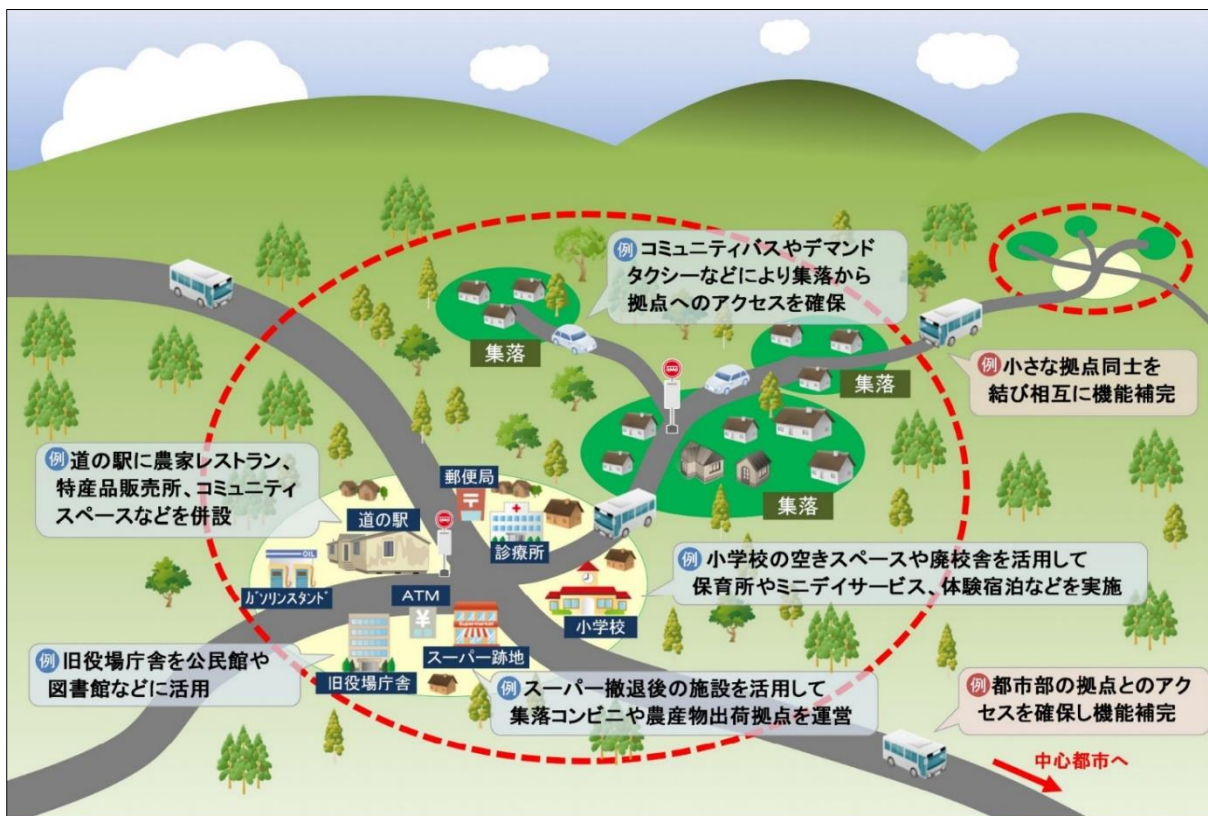 例 コミュニティバスやデマンド
タクシーなどにより集落から
拠点へのアクセスを確保
集落
集落
例 小さな拠点同士を
結び相互に機能補完
集落
例 道の駅に農家レストラン、
特産品販売所、コミュニティ
スペースなどを併設
郵便局
〒
道の駅
診療所
OIL
ガソリンスタンド
例 小学校の空きスペースや廃校舎を活用して
保育所やミニデイサービス、体験宿泊などを実施
ATM
¥
Supermarket
小学校
スーパー跡地
例 旧役場庁舎を公民館や
図書館などに活用
旧役場庁舎
例 スーパー撤退後の施設を活用して
集落コンビニや農産物出荷拠点を運営
例 都市部の拠点とのアク
セスを確保し機能補完
中心都市へ